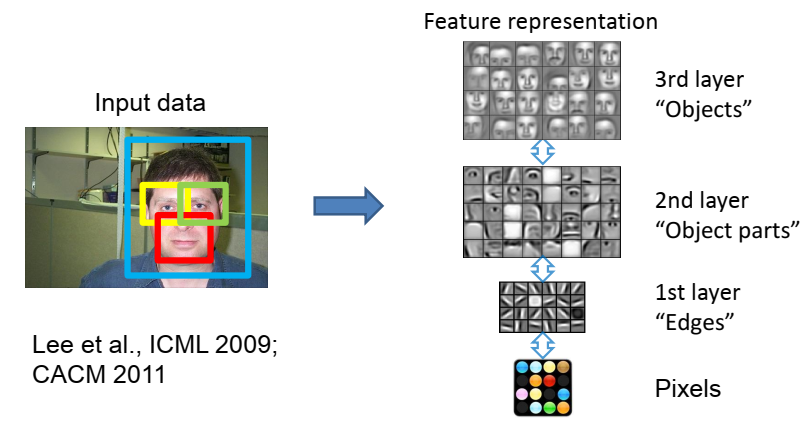 Feature representation
Input data
3rd layer
“Objects”
2nd layer
“Object parts”
1st layer
“Edges”
Pixels
Lee et al., ICML 2009;
CACM 2011